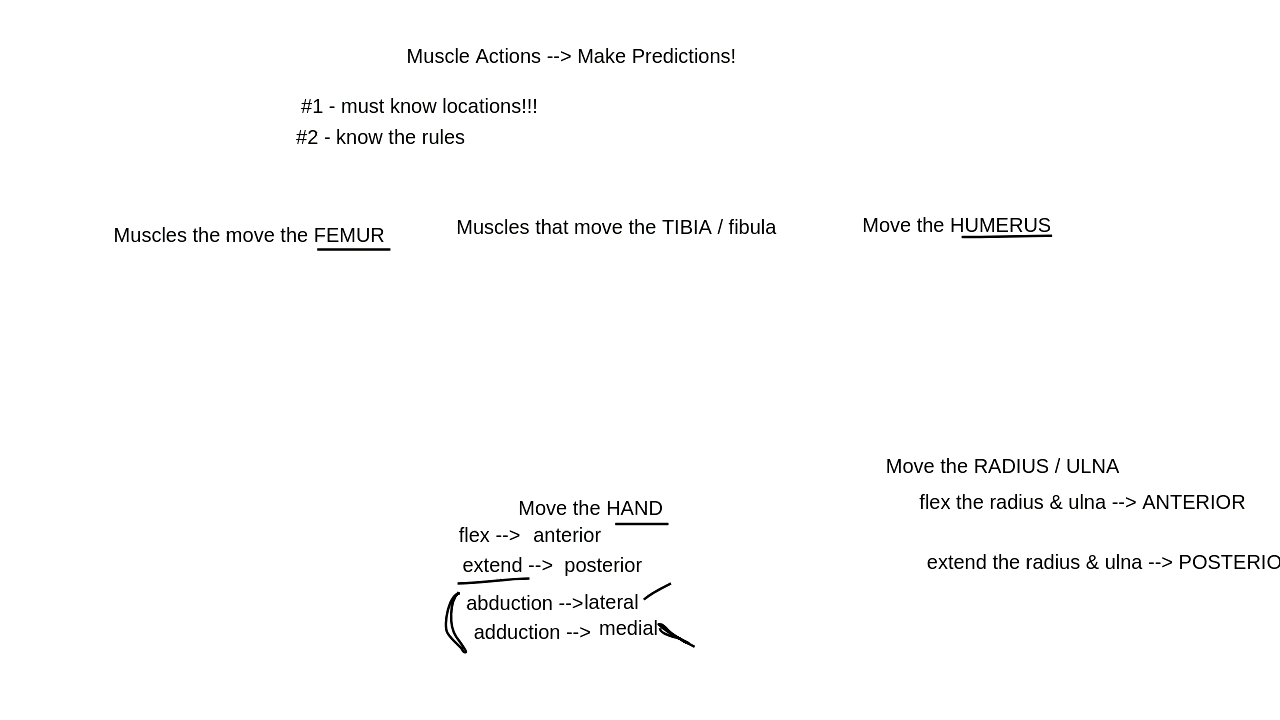 Muscle Actions --> Make Predictions!
#1 - must know locations!!!
#2 - know the rules
Muscles the move the FEMUR
Muscles that move the TIBIA / fibula
Move the HUMERUS
Move the HAND
flex --> anterior
extend --> posterior
abduction -->lateral
adduction --> medial
Move the RADIUS / ULNA
flex the radius & ulna --> ANTERIOR
extend the radius & ulna --> POSTERIO